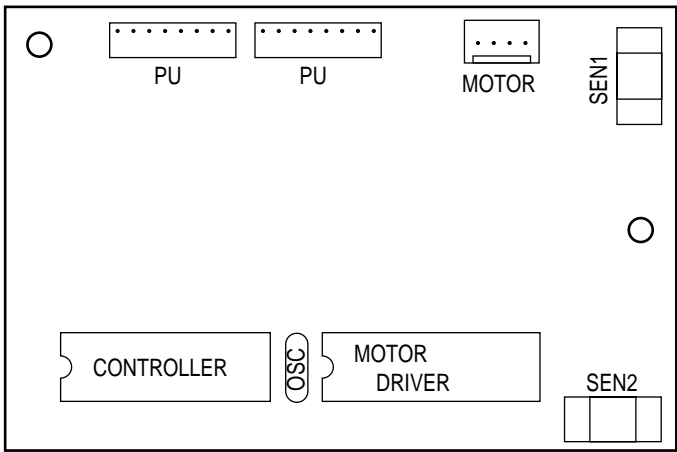 PU
PU
MOTOR
SEN1
CONTROLLER
OSC
MOTOR
DRIVER
SEN2